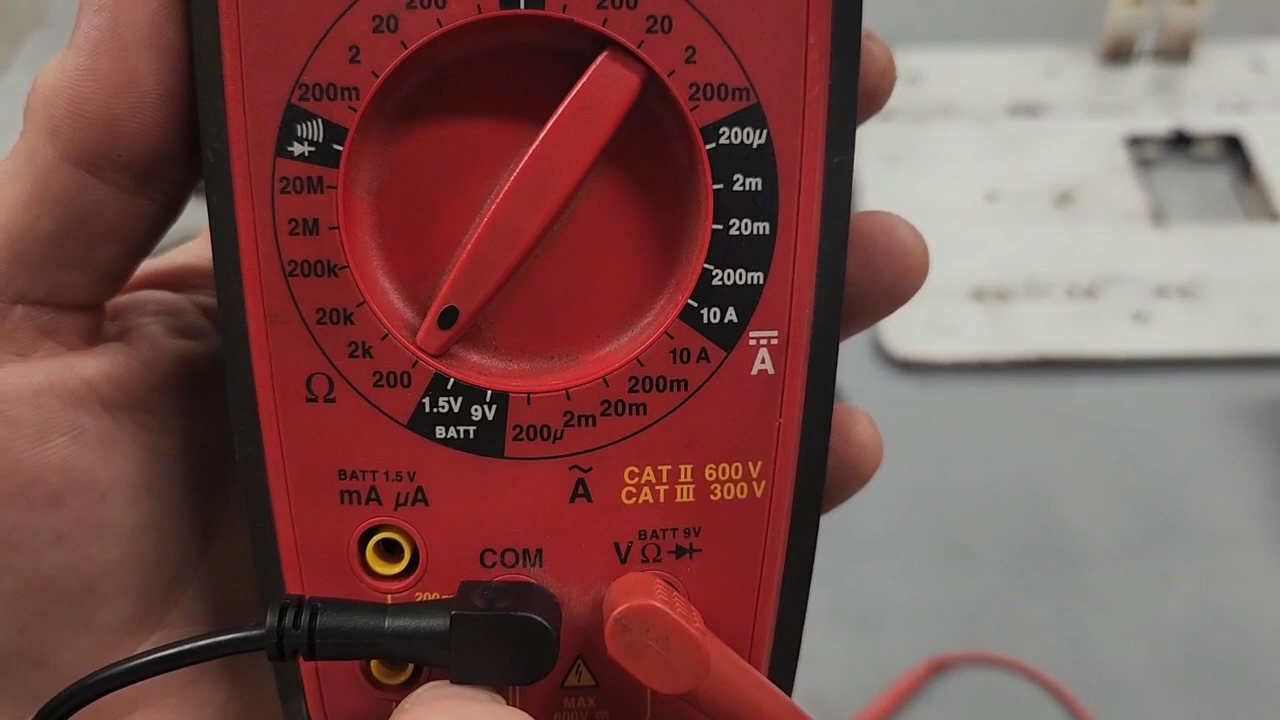 200 200
20 20
2 2
200m 200m
200µ
20M 2m
2M 20m
200k 200m
20k 10 A
2k 10 A
200 200m
Ω A
1.5V 9V 200µ 2m 20m
BATT
BATT 1.5 V
mA µA
A
CAT II 600 V
CAT III 300 V
COM
BATT 9V
V Ω
MAX
600V